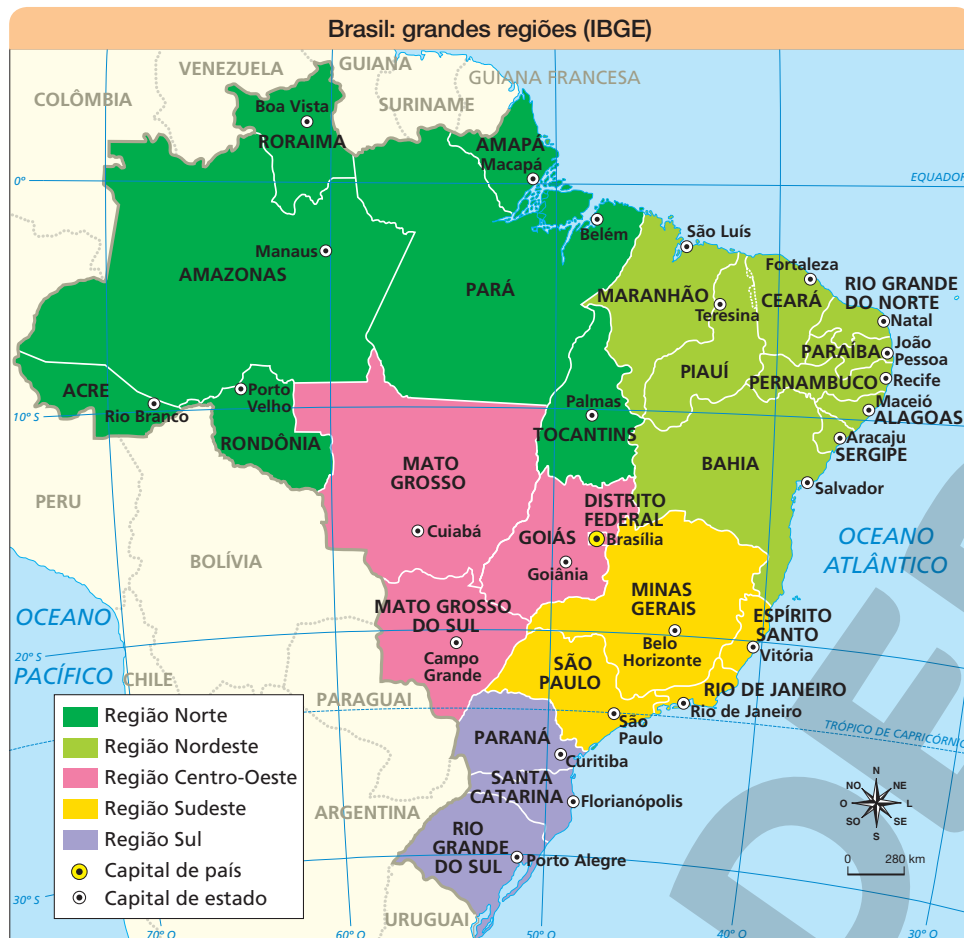 Brasil: grandes regiões (IBGE)
VENEZUELA
GUIANA
GUIANA FRANCESA
COLÔMBIA
SURINAME
Boa Vista
RORAIMA
AMAPÁ
Macapá
0°
EQUADOR
Belém
São Luís
Manaus
AMAZONAS
PARÁ
Fortaleza
MARANHÃO
CEARÁ
RIO GRANDE
DO NORTE
Teresina
Natal
João
Pessoa
PARAÍBA
PIAUÍ
PERNAMBUCO
Recife
ACRE
Rio Branco
Porto
Velho
Palmas
Maceió
ALAGOAS
10° S
RONDÔNIA
TOCANTINS
Aracaju
SERGIPE
MATO
GROSSO
BAHIA
Salvador
PERU
DISTRITO
FEDERAL
Cuiabá
GOIÁS
Brasília
Goiânia
BOLÍVIA
OCEANO
ATLÂNTICO
MINAS
GERAIS
OCEANO
PACÍFICO
MATO GROSSO
DO SUL
Campo
Grande
ESPÍRITO
SANTO
Vitória
Belo
Horizonte
20° S
CHILE
PARAGUAI
SÃO
PAULO
RIO DE JANEIRO
Rio de Janeiro
São
Paulo
TRÓPICO DE CAPRICÓRNIO
PARANÁ
Curitiba
SANTA
CATARINA
Florianópolis
ARGENTINA
RIO
GRANDE
DO SUL
Porto Alegre
URUGUAI
Região Norte
Região Nordeste
Região Centro-Oeste
Região Sudeste
Região Sul
Capital de país
Capital de estado
N
NO
NE
O
L
SO
SE
S
0
280 km
30° S
70° O
60° O
50° O
40° O
30° O
DE